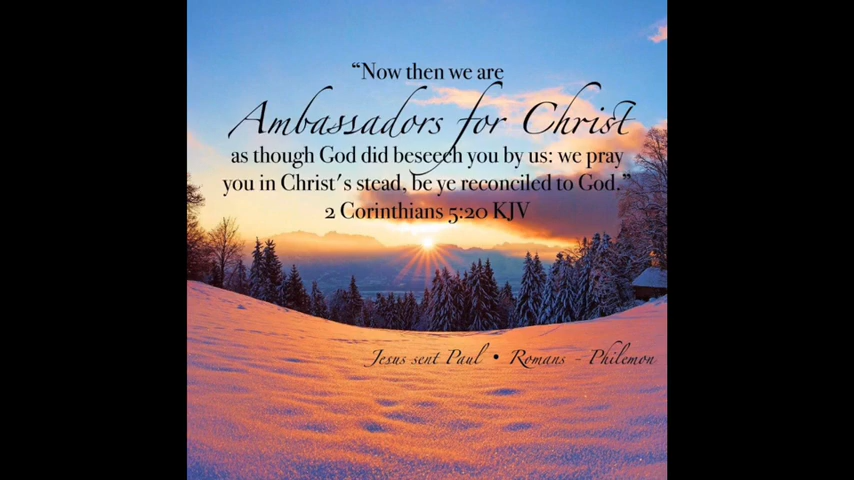 “Now then we are
Ambassadors for Christ
as though God did beseech you by us: we pray
you in Christ's stead, be ye reconciled to God.”
2 Corinthians 5:20 KJV
Jesus sent Paul • Romans - Philemon